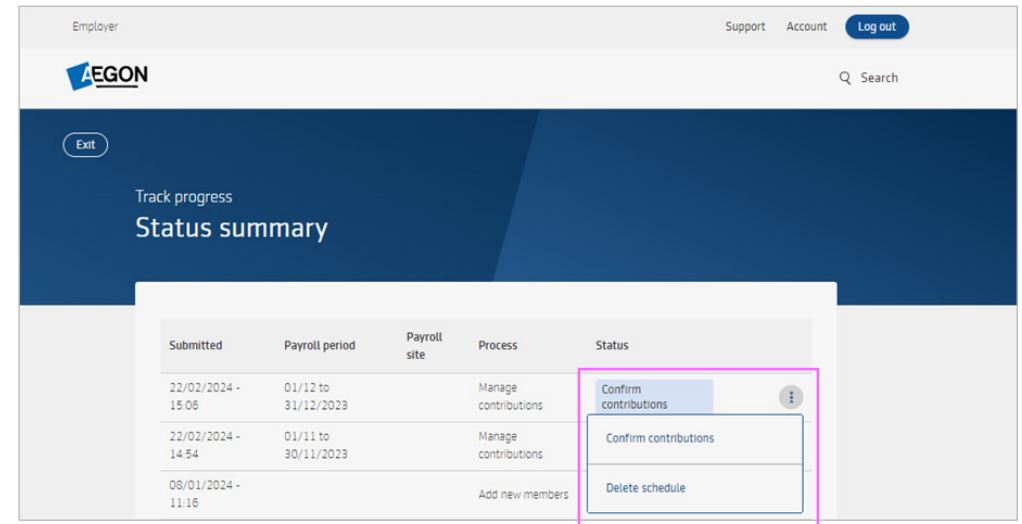 Employer
Support Account Log out
AEGON
Search
Exit
Track progress
Status summary
Submitted Payroll period Payroll site Process Status
22/02/2024 - 15:06 01/12 to 31/12/2023 Manage contributions Confirm contributions
22/02/2024 - 14:54 01/11 to 30/11/2023 Manage contributions
Confirm contributions
08/01/2024 - 11:16 Add new members
Delete schedule